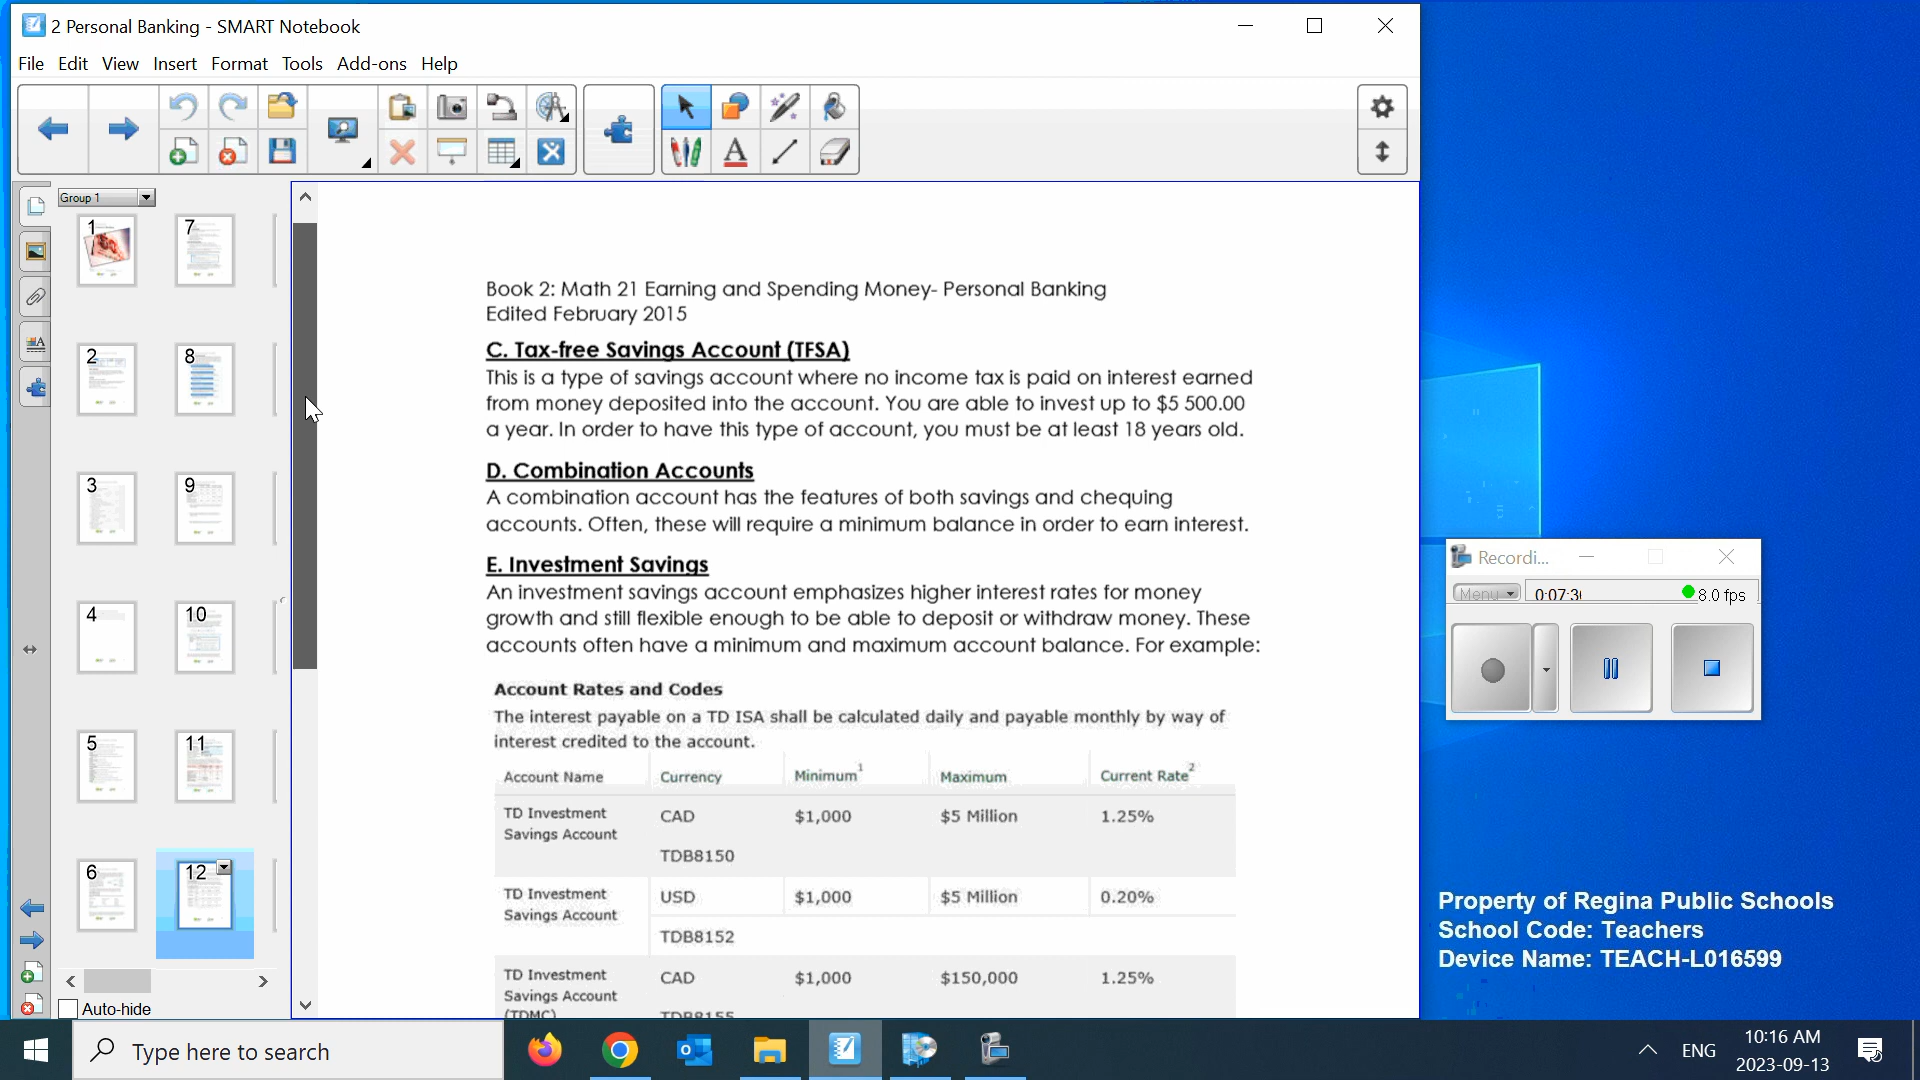 2 Personal Banking - SMART Notebook
File Edit View Insert Format Tools Add-ons Help
Group 1
1
7
2
8
3
9
4
10
5
11
6
12
Auto-hide
Book 2: Math 21 Earning and Spending Money- Personal Banking
Edited February 2015
C. Tax-free Savings Account (TFSA)
This is a type of savings account where no income tax is paid on interest earned
from money deposited into the account. You are able to invest up to $5 500.00
a year. In order to have this type of account, you must be at least 18 years old.
D. Combination Accounts
A combination account has the features of both savings and chequing
accounts. Often, these will require a minimum balance in order to earn interest.
E. Investment Savings
An investment savings account emphasizes higher interest rates for money
growth and still flexible enough to be able to deposit or withdraw money. These
accounts often have a minimum and maximum account balance. For example:
Account Rates and Codes
The interest payable on a TD ISA shall be calculated daily and payable monthly by way of
interest credited to the account.
Account Name Currency Minimum1 Maximum Current Rate2
TD Investment
Savings Account CAD $1,000 $5 Million 1.25%
TDB8150
TD Investment
Savings Account USD $1,000 $5 Million 0.20%
TDB8152
TD Investment
Savings Account
(TDMC) CAD $1,000 $150,000 1.25%
TDB8155
Recordi...
Menu 0:07:3 8.0 fps
Property of Regina Public Schools
School Code: Teachers
Device Name: TEACH-L016599
Type here to search
ENG
10:16 AM
2023-09-13